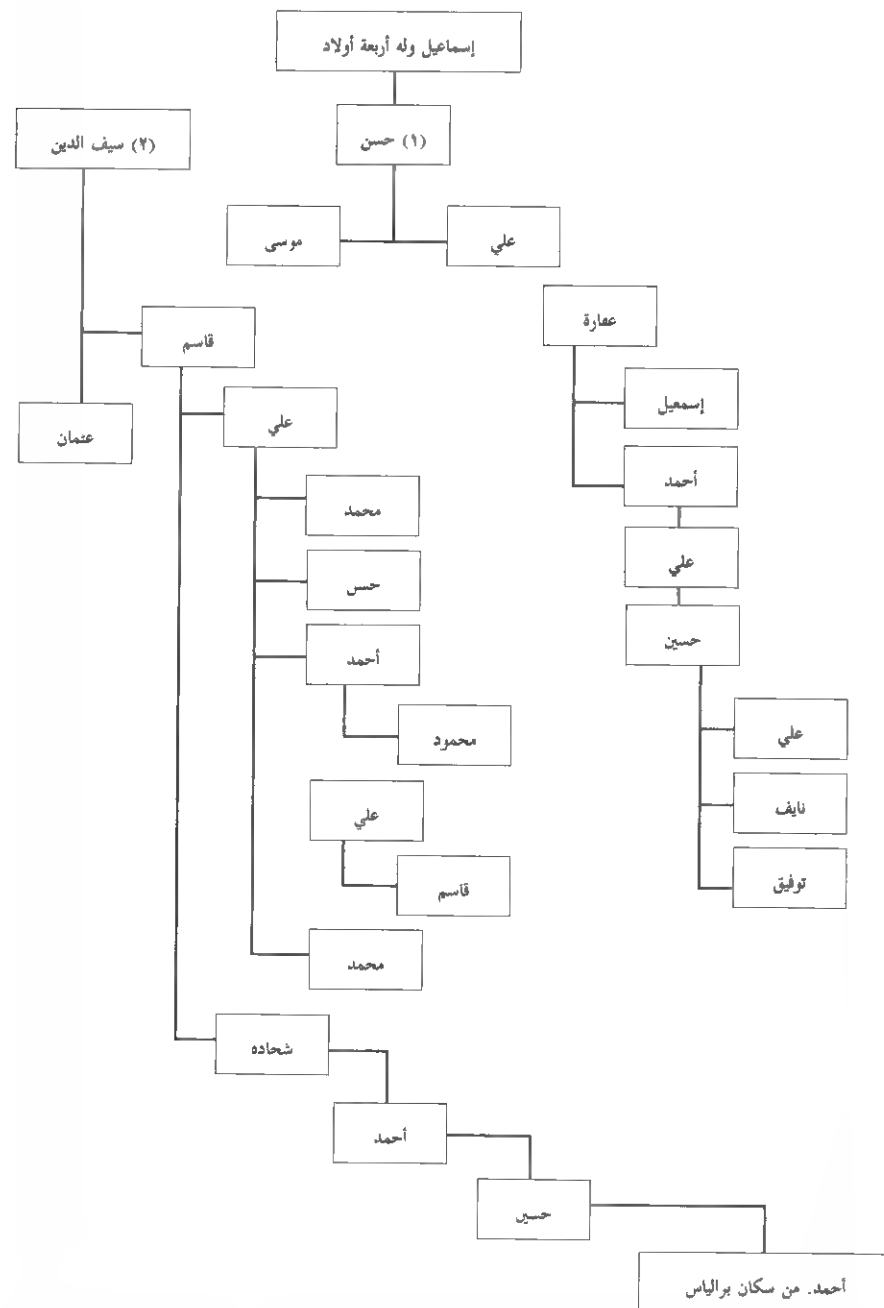 إسماعيل وله أربعة أولاد
(١) حسن
(٢) سيف الدين
علي
موسى
عفارة
قاسم
إسمعيل
علي
عثمان
أحمد
محمد
علي
حسن
حسين
أحمد
علي
محمود
نايف
علي
توفيق
قاسم
محمد
شحاده
أحمد
حسين
أحمد. من سكان برالياس